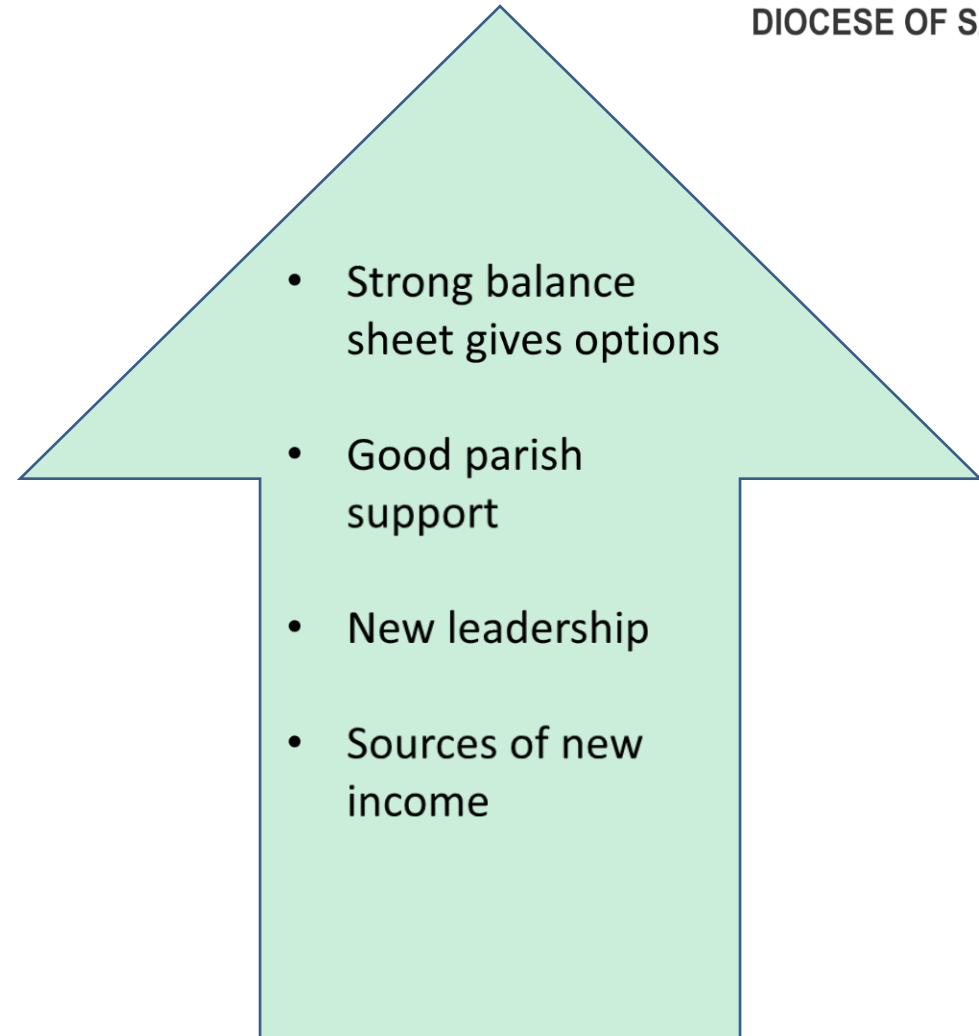 DIOCESE OF
• Strong balance
sheet gives options
• Good parish
support
• New leadership
• Sources of new
income